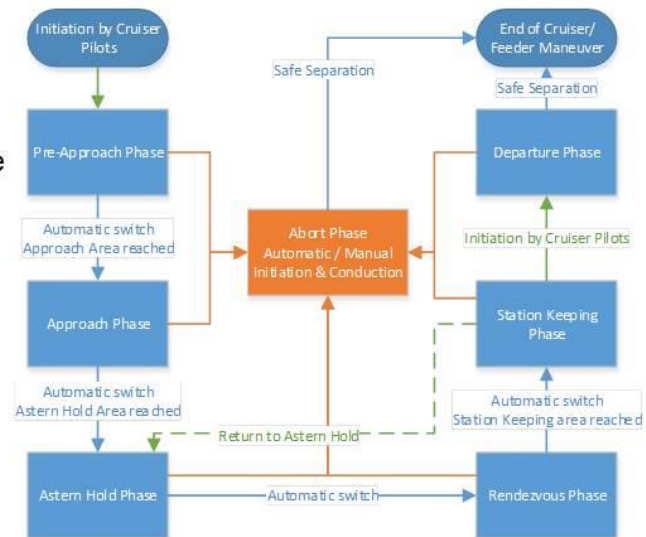 Initiation by Cruiser
Pilots
End of Cruiser/
Feeder Maneuver
Safe Separation
Safe Separation
e
Pre-Approach Phase
Departure Phase
Automatic switch
Approach Area reached
Abort Phase
Automatic / Manual
Initiation & Conduction
Initiation by Cruiser Pilots
Approach Phase
Station Keeping
Phase
Automatic switch
Astern Hold Area reached
Automatic switch
Station Keeping area reached
Return to Astern Hold
Astern Hold Phase
Automatic switch
Rendezvous Phase